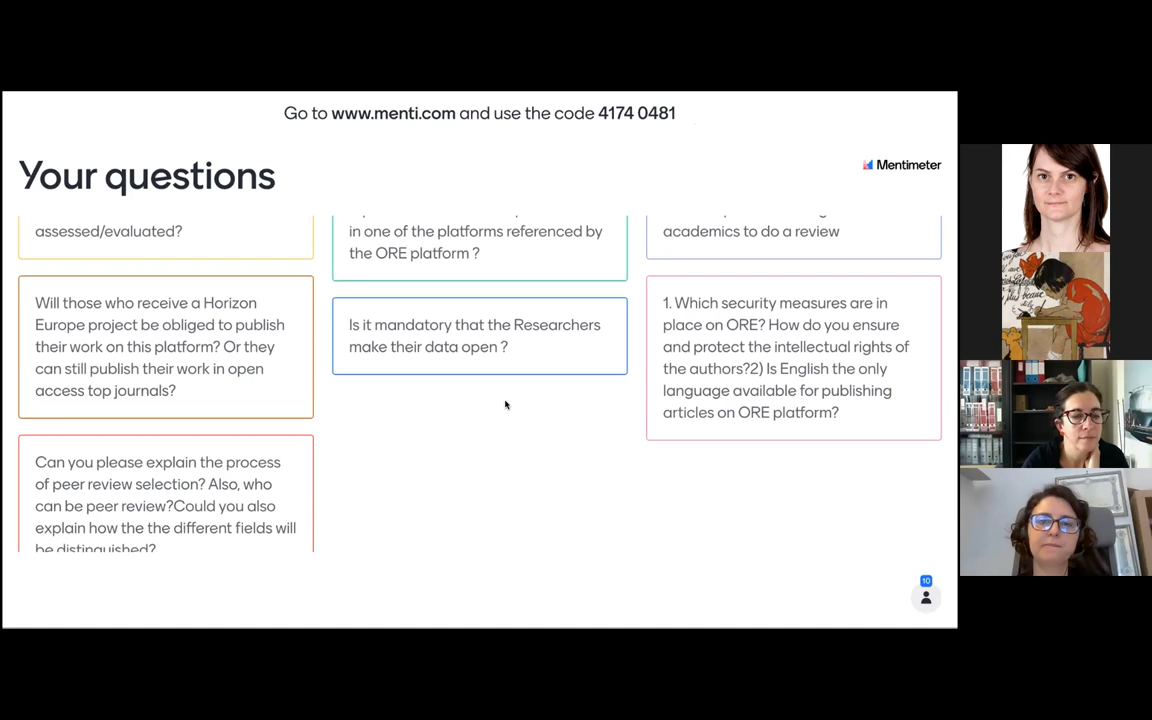 Go to www.menti.com and use the code 4174 0481
Your questions
Mentimeter
assessed/evaluated?
Will those who receive a Horizon
Europe project be obliged to publish
their work on this platform? Or they
can still publish their work in open
access top journals?
Can you please explain the process
of peer review selection? Also, who
can be peer review?Could you also
explain how the the different fields will
be distinguished?
in one of the platforms referenced by
the ORE platform ?
Is it mandatory that the Researchers
make their data open ?
academics to do a review
1. Which security measures are in
place on ORE? How do you ensure
and protect the intellectual rights of
the authors?2) Is English the only
language available for publishing
articles on ORE platform?
10